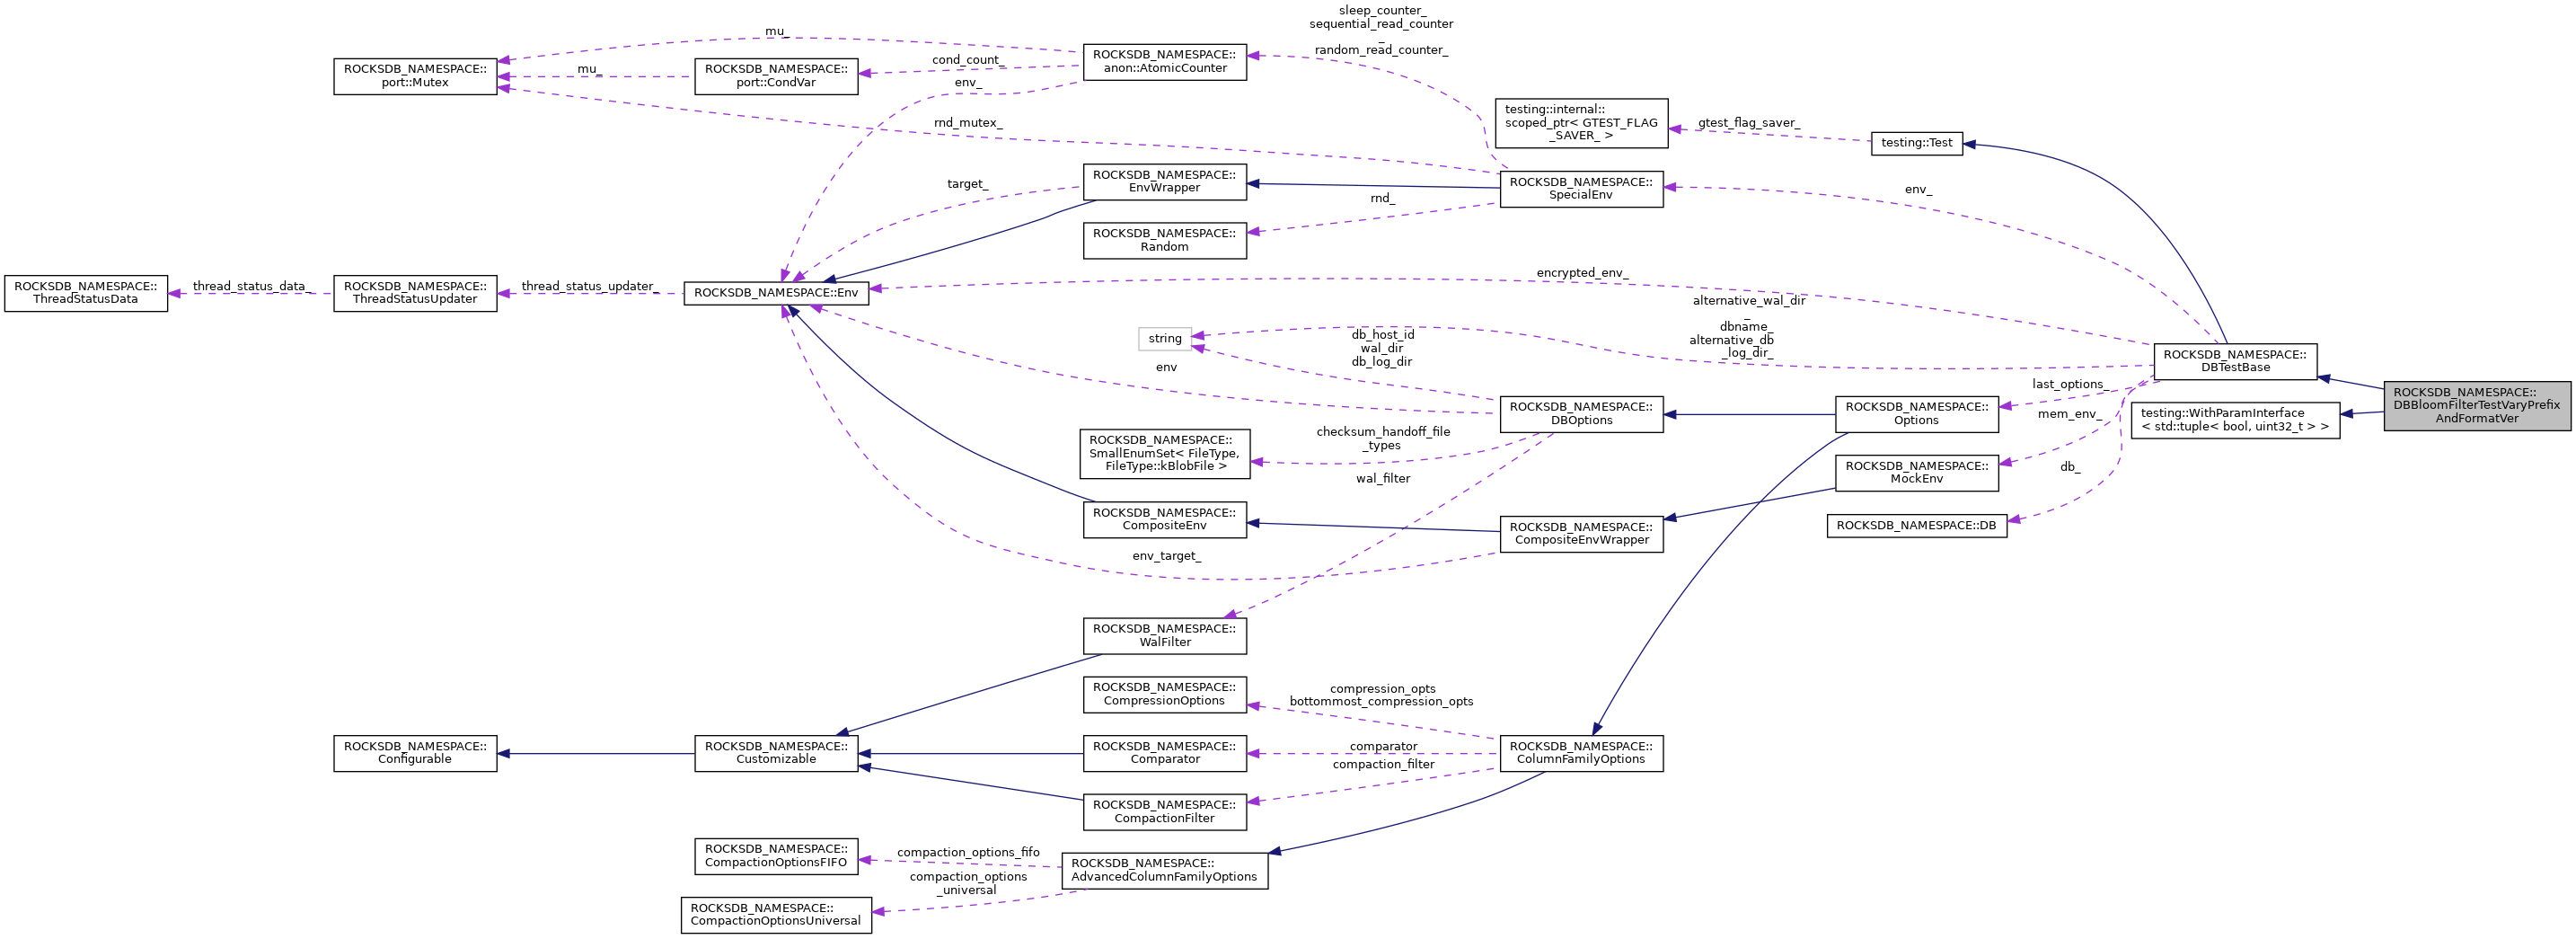 sleep_counter_
sequential_read_counter
_
random_read_counter_
mu_
ROCKSDB_NAMESPACE::
anon::AtomicCounter
cond_count_
ROCKSDB_NAMESPACE::
port::Mutex
mu_
ROCKSDB_NAMESPACE::
port::CondVar
env_
testing::internal::
scoped_ptr< GTEST_FLAG
_SAVER_ >
gtest_flag_saver_
testing::Test
rnd_mutex_
ROCKSDB_NAMESPACE::
EnvWrapper
target_
ROCKSDB_NAMESPACE::
SpecialEnv
env_
rnd_
ROCKSDB_NAMESPACE::
Random
encrypted_env_
ROCKSDB_NAMESPACE::
ThreadStatusData
thread_status_data_
ROCKSDB_NAMESPACE::
ThreadStatusUpdater
thread_status_updater_
ROCKSDB_NAMESPACE::Env
alternative_wal_dir
_
dbname_
alternative_db
_log_dir_
string
db_host_id
wal_dir
db_log_dir
env
ROCKSDB_NAMESPACE::
DBTestBase
last_options_
ROCKSDB_NAMESPACE::
DBBloomFilterTestVaryPrefix
AndFormatVer
ROCKSDB_NAMESPACE::
DBOptions
ROCKSDB_NAMESPACE::
Options
mem_env_
testing::WithParamInterface
< std::tuple< bool, uint32_t > >
ROCKSDB_NAMESPACE::
SmallEnumSet< FileType,
FileType::kBlobFile >
checksum_handoff_file
_types
wal_filter
ROCKSDB_NAMESPACE::
MockEnv
db_
ROCKSDB_NAMESPACE::
CompositeEnv
ROCKSDB_NAMESPACE::
CompositeEnvWrapper
ROCKSDB_NAMESPACE::DB
env_target_
ROCKSDB_NAMESPACE::
WalFilter
ROCKSDB_NAMESPACE::
CompressionOptions
compression_opts
bottommost_compression_opts
ROCKSDB_NAMESPACE::
Configurable
ROCKSDB_NAMESPACE::
Customizable
ROCKSDB_NAMESPACE::
Comparator
comparator
compaction_filter
ROCKSDB_NAMESPACE::
ColumnFamilyOptions
ROCKSDB_NAMESPACE::
CompactionFilter
ROCKSDB_NAMESPACE::
CompactionOptionsFIFO
compaction_options_fifo
ROCKSDB_NAMESPACE::
AdvancedColumnFamilyOptions
compaction_options
_universal
ROCKSDB_NAMESPACE::
CompactionOptionsUniversal